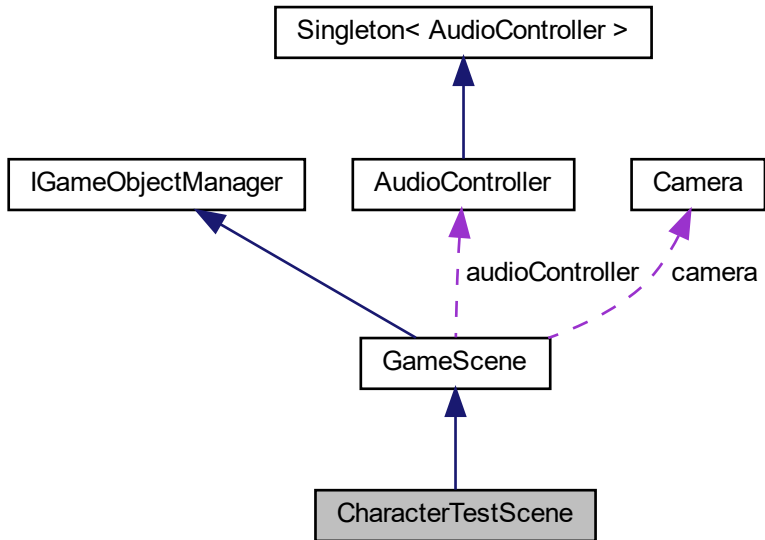 Singleton< AudioController >
IGameObjectManager
AudioController
Camera
audioController
camera
GameScene
CharacterTestScene